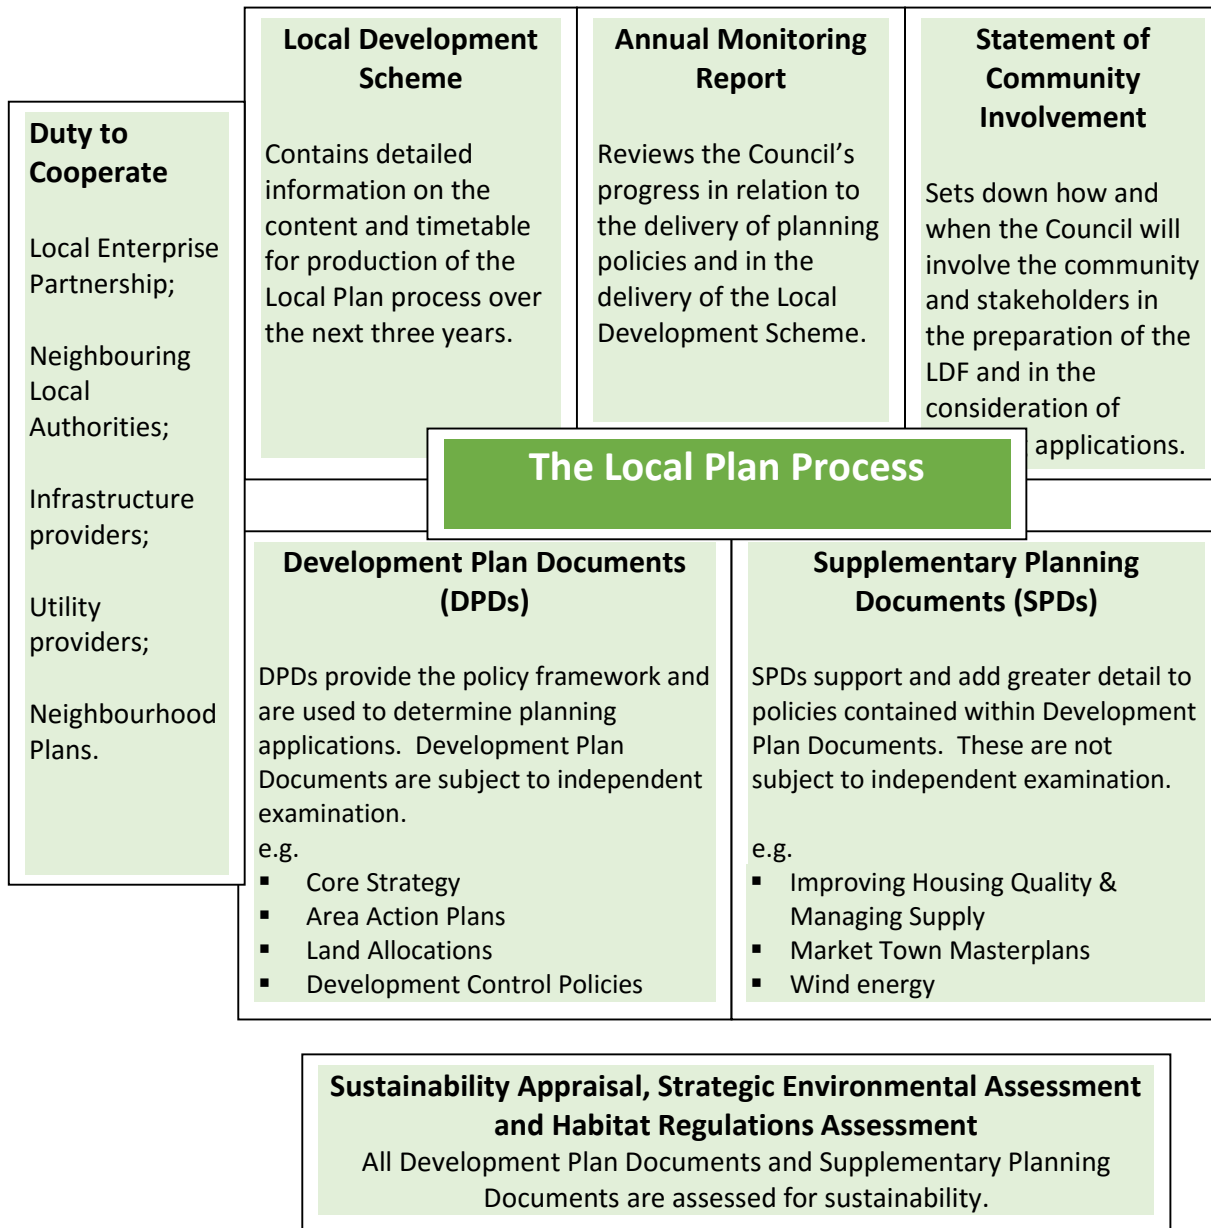 Local Development
Scheme
Contains detailed
information on the
content and timetable
for production of the
Local Plan process over
the next three years.
Annual Monitoring
Report
Reviews the Council’s
progress in relation to
the delivery of planning
policies and in the
delivery of the Local
Development Scheme.
Statement of
Community
Involvement
Sets down how and
when the Council will
involve the community
and stakeholders in
the preparation of the
LDF and in the
consideration of
applications.
Duty to
Cooperate
Local Enterprise
Partnership;
Neighbouring
Local
Authorities;
Infrastructure
providers;
Utility
providers;
Neighbourhood
Plans.
The Local Plan Process
Development Plan Documents
(DPDs)
DPDs provide the policy framework and
are used to determine planning
applications.  Development Plan
Documents are subject to independent
examination.
e.g.
▪ Core Strategy
▪ Area Action Plans
▪ Land Allocations
▪ Development Control Policies
Supplementary Planning
Documents (SPDs)
SPDs support and add greater detail to
policies contained within Development
Plan Documents.  These are not
subject to independent examination.
e.g.
▪ Improving Housing Quality &
Managing Supply
▪ Market Town Masterplans
▪ Wind energy
Sustainability Appraisal, Strategic Environmental Assessment
and Habitat Regulations Assessment
All Development Plan Documents and Supplementary Planning
Documents are assessed for sustainability.